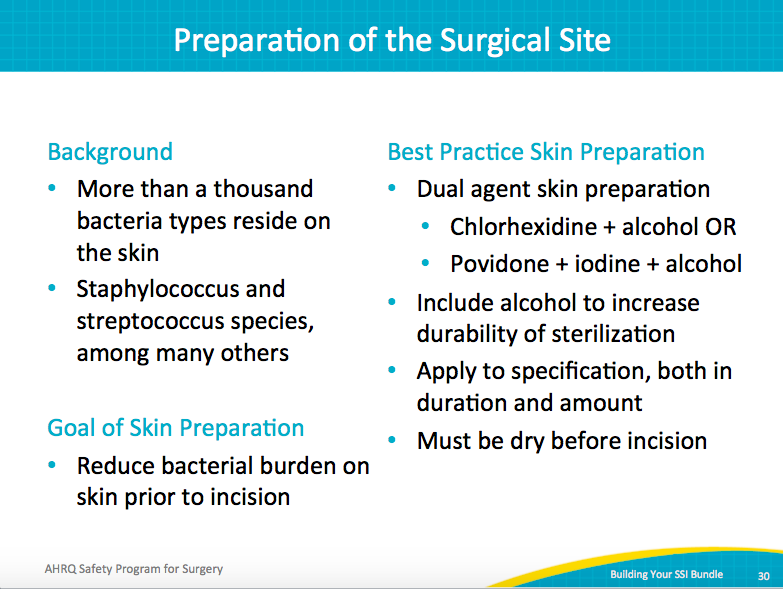 Preparation of the Surgical Site
Background
• More than a thousand
bacteria types reside on
the skin
• Staphylococcus and
streptococcus species,
among many others
Goal of Skin Preparation
• Reduce bacterial burden on
skin prior to incision
Best Practice Skin Preparation
• Dual agent skin preparation
• Chlorhexidine + alcohol OR
• Povidone + iodine + alcohol
• Include alcohol to increase
durability of sterilization
• Apply to specification, both in
duration and amount
• Must be dry before incision
AHRQ Safety Program for Surgery
Building Your SSI Bundle
30